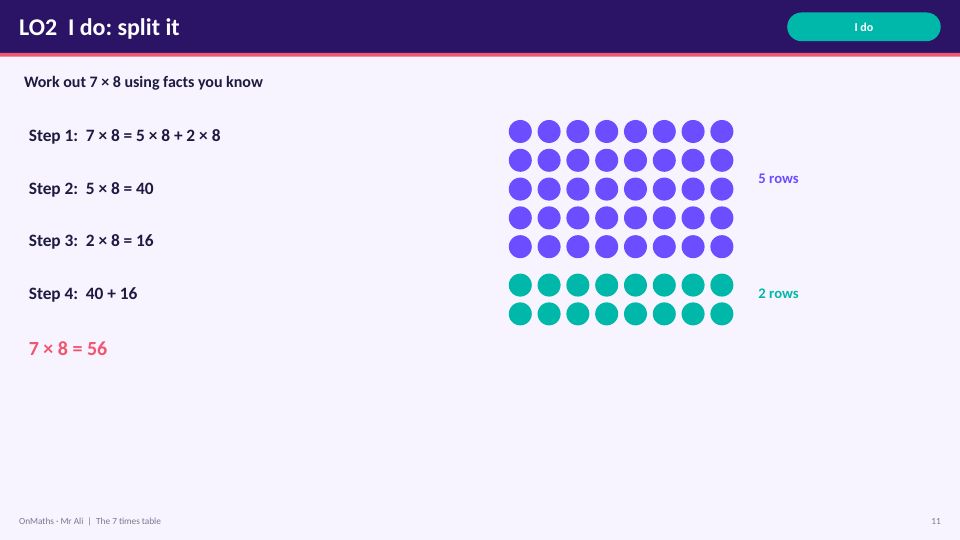 LO2  I do: split it
I do
Work out 7 × 8 using facts you know
Step 1:  7 × 8 = 5 × 8 + 2 × 8
Step 2:  5 × 8 = 40
Step 3:  2 × 8 = 16
Step 4:  40 + 16
7 × 8 = 56
5 rows
2 rows
OnMaths - Mr Ali  |  The 7 times table
11